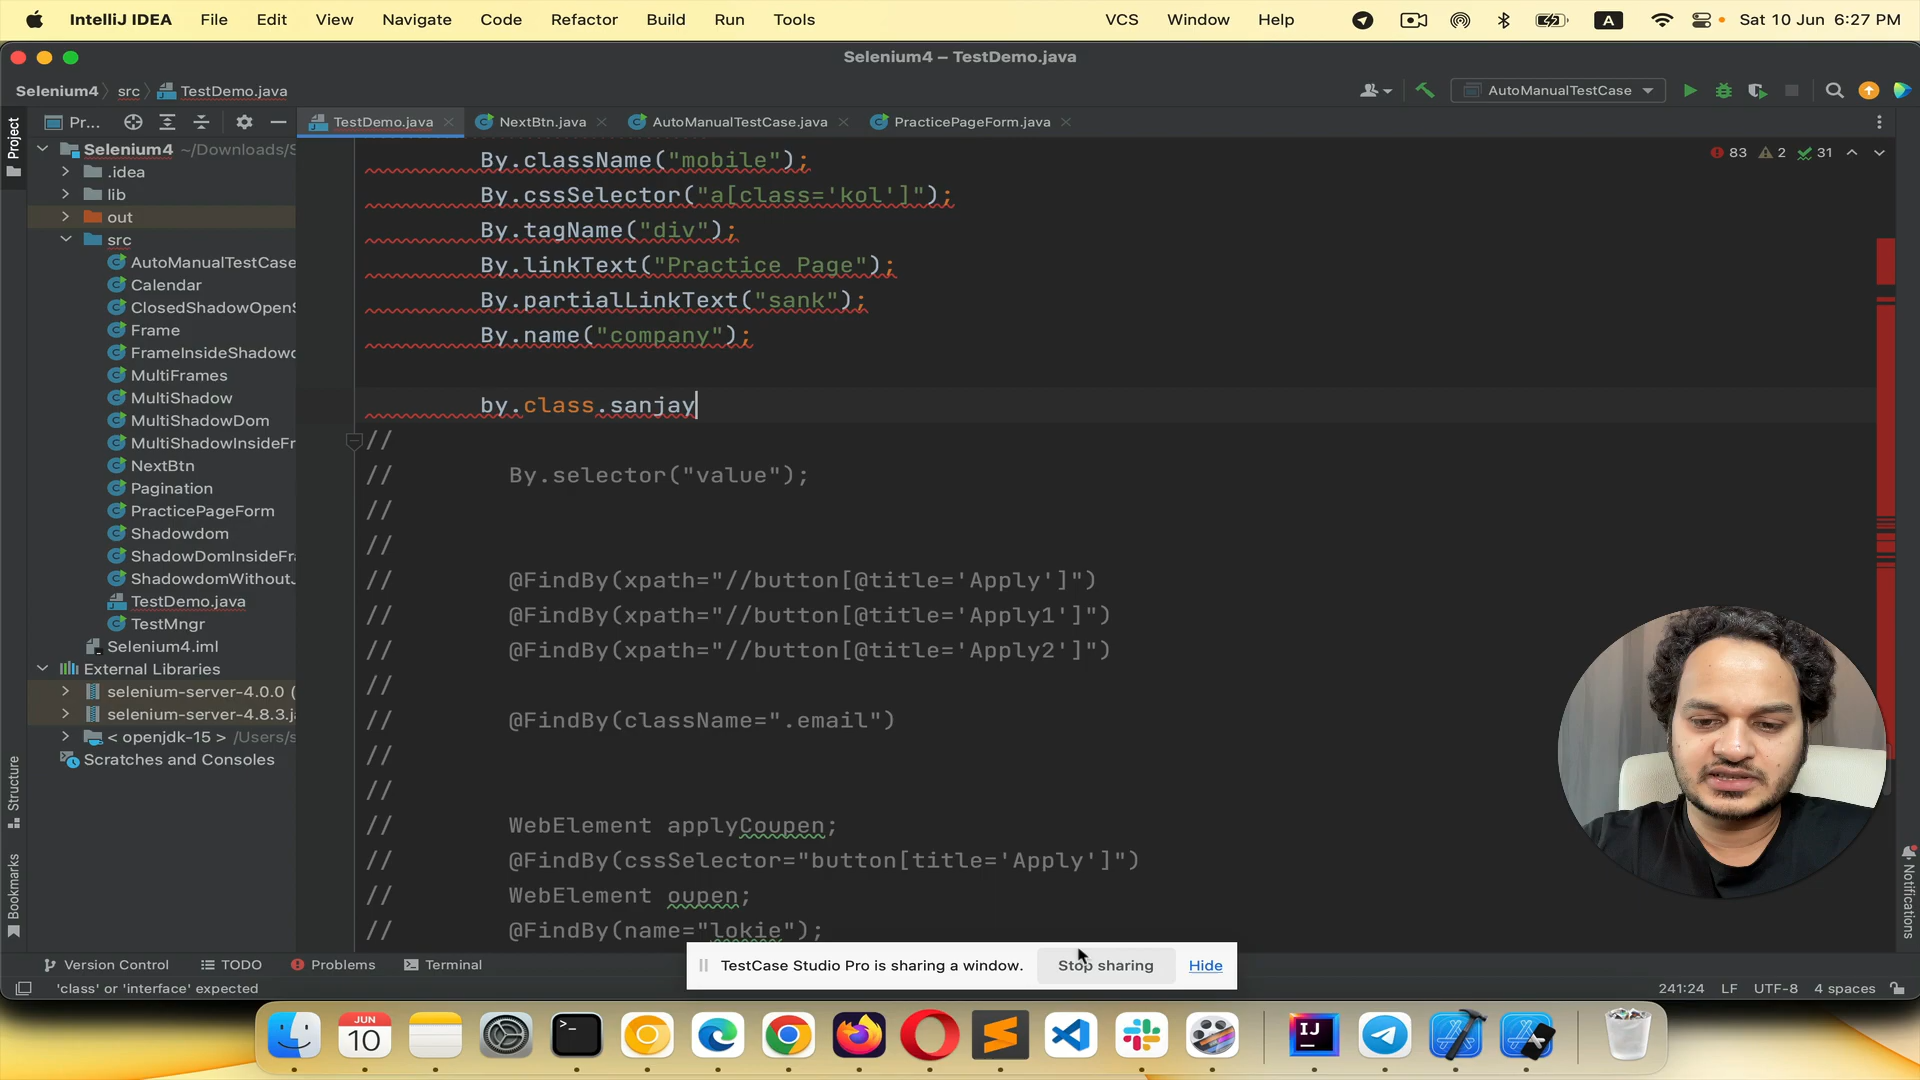 IntelliJ IDEA File Edit View Navigate Code Refactor Build Run Tools VCS Window Help A Sat 10 Jun 6:27 PM
Selenium4 – TestDemo.java
Selenium4 src TestDemo.java AutoManualTestCase
Project Pr... TestDemo.java NextBtn.java AutoManualTestCase.java PracticePageForm.java
83 2 31
Selenium4 ~/Downloads/S
.idea
lib
out
src
AutoManualTestCase
Calendar
ClosedShadowOpenS
Frame
FrameInsideShadowd
MultiFrames
MultiShadow
MultiShadowDom
MultiShadowInsideFr
NextBtn
Pagination
PracticePageForm
Shadowdom
ShadowDomInsideFra
ShadowdomWithoutJ
TestDemo.java
TestMngr
Selenium4.iml
External Libraries
selenium-server-4.0.0 (
selenium-server-4.8.3.ja
< openjdk-15 > /Users/s
Scratches and Consoles
Structure
Bookmarks
By.className("mobile");
By.cssSelector("a[class='kol']");
By.tagName("div");
By.linkText("Practice Page");
By.partialLinkText("sank");
By.name("company");
by.class.sanjay
//
// By.selector("value");
//
//
// @FindBy(xpath="//button[@title='Apply']")
// @FindBy(xpath="//button[@title='Apply1']")
// @FindBy(xpath="//button[@title='Apply2']")
//
// @FindBy(className=".email")
//
//
// WebElement applyCoupen;
// @FindBy(cssSelector="button[title='Apply']")
// WebElement oupen;
// @FindBy(name="lokie");
Notifications
Version Control TODO Problems Terminal
TestCase Studio Pro is sharing a window. Stop sharing Hide
'class' or 'interface' expected 241:24 LF UTF-8 4 spaces
JUN
10
>_
IJ